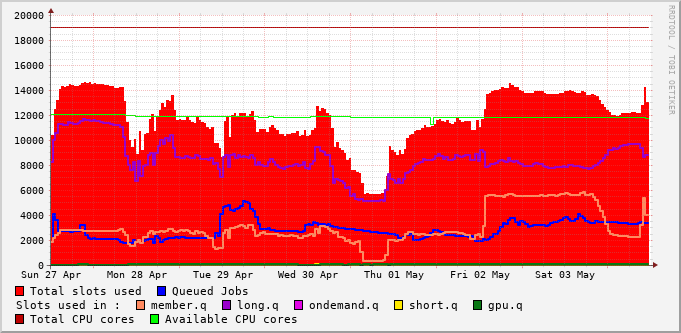 20000
18000
16000
14000
12000
10000
8000
6000
4000
2000
0
Sun 27 Apr Mon 28 Apr Tue 29 Apr Wed 30 Apr Thu 01 May Fri 02 May Sat 03 May
Total slots used Queued Jobs
Slots used in : member.q long.q ondemand.q short.q gpu.q
Total CPU cores Available CPU cores
RRDTOOL / TOBI OETIKER